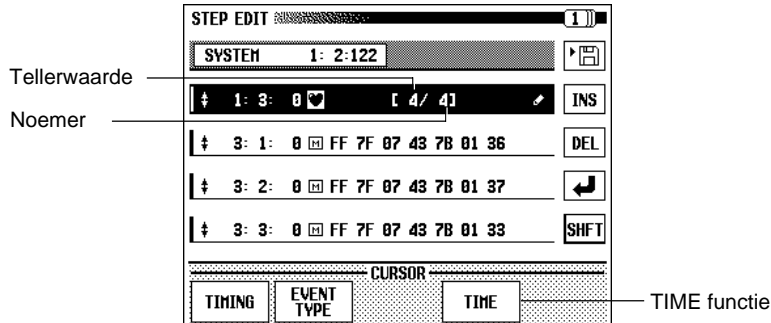 STEP EDIT 1
SYSTEM 1: 2:122
Tellerwaarde
1: 3: 0 [ 4/ 4] INS
Noemer
3: 1: 0 M FF 7F 07 43 7B 01 36 DEL
3: 2: 0 M FF 7F 07 43 7B 01 37
3: 3: 0 M FF 7F 07 43 7B 01 33 SHFT
CURSOR
TIMING EVENT TYPE TIME TIME functie